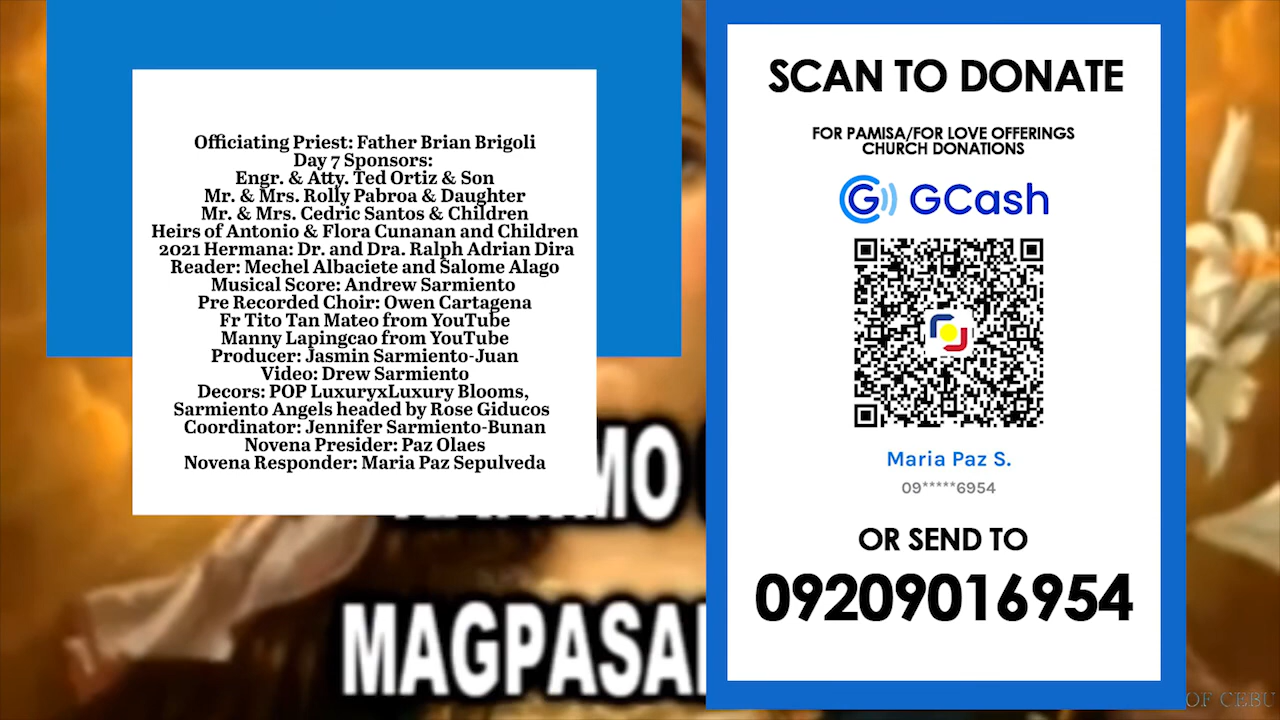 Officiating Priest: Father Brian Brigoli
Day 7 Sponsors:
Engr. & Atty. Ted Ortiz & Son
Mr. & Mrs. Rolly Pabroa & Daughter
Mr. & Mrs. Cedric Santos & Children
Heirs of Antonio & Flora Cunanan and Children
2021 Hermana: Dr. and Dra. Ralph Adrian Dira
Reader: Mechel Albaciete and Salome Alago
Musical Score: Andrew Sarmiento
Pre Recorded Choir: Owen Cartagena
Fr Tito Tan Mateo from YouTube
Manny Lapingcao from YouTube
Producer: Jasmin Sarmiento-Juan
Video: Drew Sarmiento
Decors: POP LuxuryxLuxury Blooms,
Sarmiento Angels headed by Rose Giducos
Coordinator: Jennifer Sarmiento-Bunan
Novena Presider: Paz Olaes
Novena Responder: Maria Paz Sepulveda
SCAN TO DONATE
FOR PAMISA/FOR LOVE OFFERINGS
CHURCH DONATIONS
GCash
Maria Paz S.
09*****6954
OR SEND TO
09209016954
OF CEBU